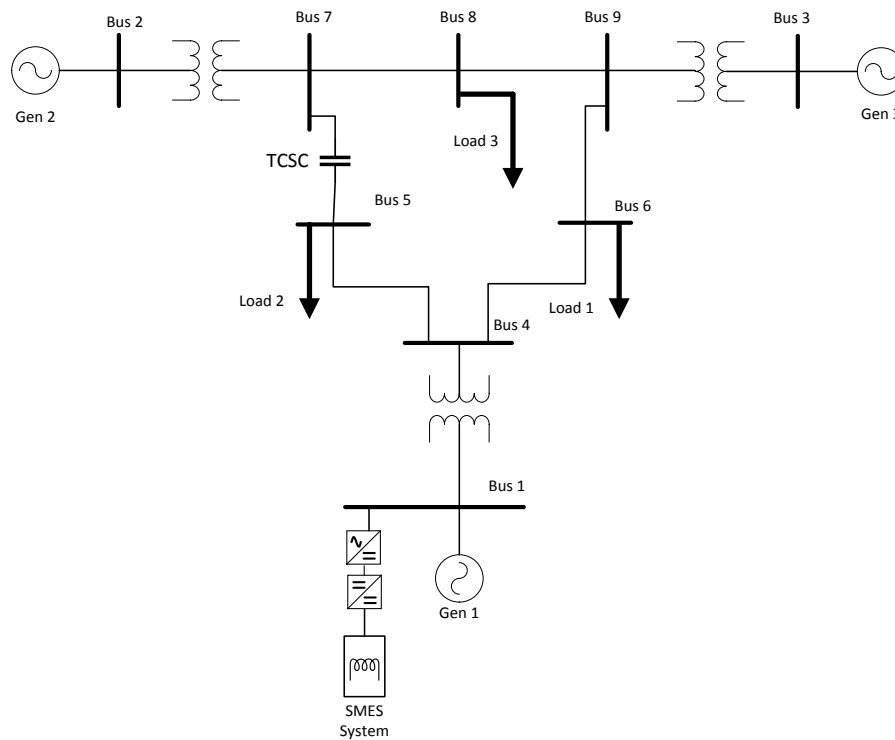 Bus 2
Bus 7
Bus 8
Bus 9
Bus 3
Gen 2
Gen 3
Load 3
TCSC
Bus 5
Bus 6
Load 2
Load 1
Bus 4
Bus 1
Gen 1
SMES
System